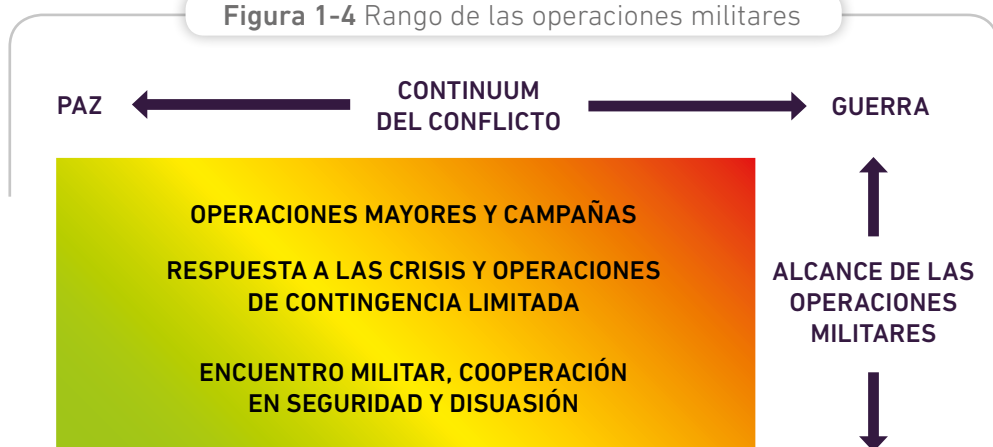 Figura 1-4 Rango de las operaciones militares
PAZ
CONTINUUM
DEL CONFLICTO
GUERRA
OPERACIONES MAYORES Y CAMPAÑAS
RESPUESTA A LAS CRISIS Y OPERACIONES
DE CONTINGENCIA LIMITADA
ENCUENTRO MILITAR, COOPERACIÓN
EN SEGURIDAD Y DISUASIÓN
ALCANCE DE LAS
OPERACIONES
MILITARES